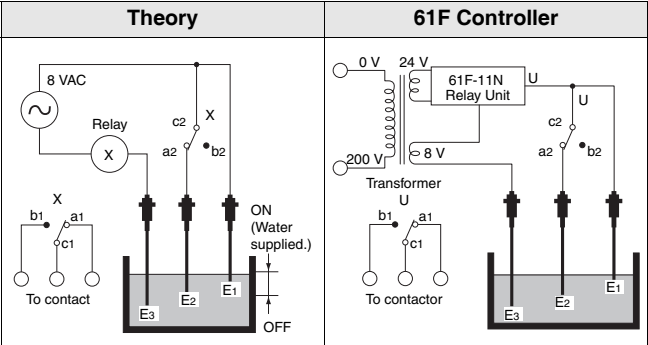 Theory
8 VAC
Relay
X
X
c2
a2
b2
X
b1
a1
c1
To contact
ON
(Water
supplied.)
OFF
E1
E2
E3
61F Controller
0 V
24 V
61F-11N
Relay Unit
U
U
c2
a2
b2
200 V
8 V
Transformer
U
b1
a1
c1
To contactor
E1
E2
E3